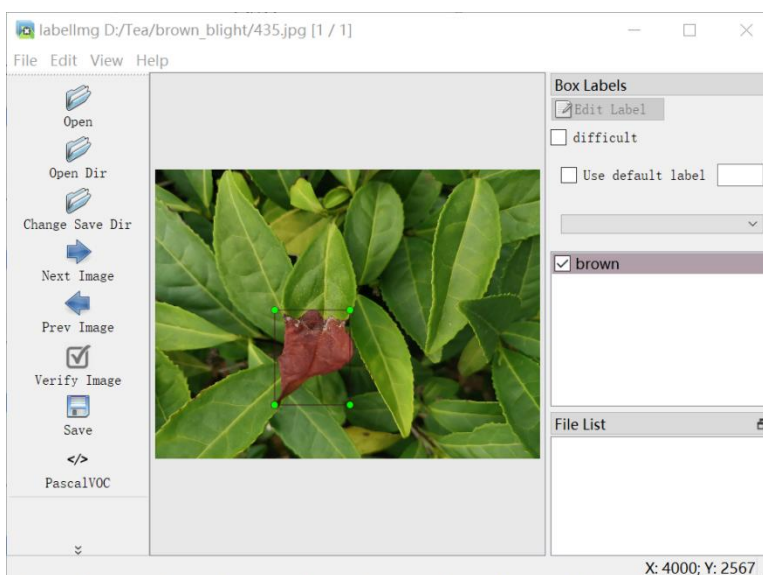 labelImg D:/Tea/brown_blight/435.jpg [1 / 1]
File Edit View Help
Open
Open Dir
Change Save Dir
Next Image
Prev Image
Verify Image
Save
</>
PascalVOC
Box Labels
Edit Label
difficult
Use default label
brown
File List
X: 4000; Y: 2567